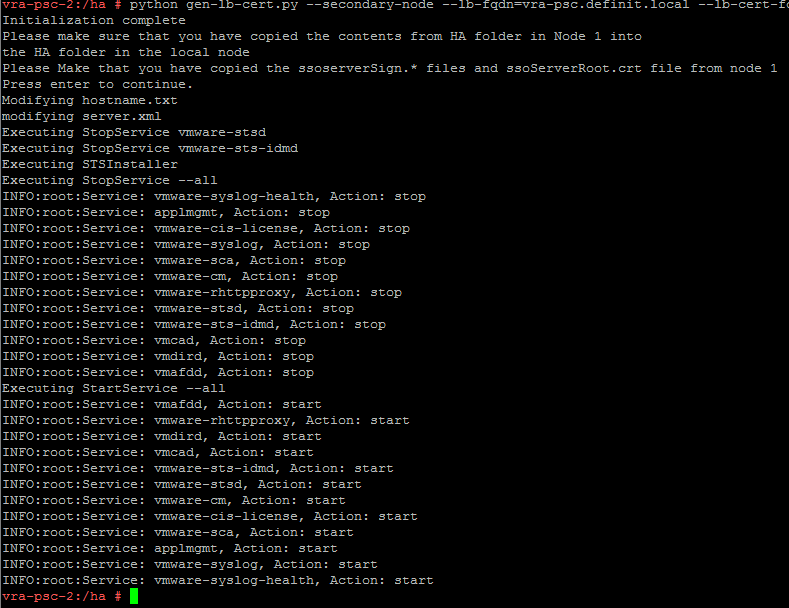 vra-psc-2:/ha # python gen-lb-cert.py --secondary-node --lb-fqdn=vra-psc.definit.local --lb-cert-fo
Initialization complete
Please make sure that you have copied the contents from HA folder in Node 1 into
the HA folder in the local node
Please Make that you have copied the ssoserverSign.* files and ssoServerRoot.crt file from node 1
Press enter to continue.
Modifying hostname.txt
modifying server.xml
Executing StopService vmware-stsd
Executing StopService vmware-sts-idmd
Executing STSInstaller
Executing StopService --all
INFO:root:Service: vmware-syslog-health, Action: stop
INFO:root:Service: applmgmt, Action: stop
INFO:root:Service: vmware-cis-license, Action: stop
INFO:root:Service: vmware-syslog, Action: stop
INFO:root:Service: vmware-sca, Action: stop
INFO:root:Service: vmware-cm, Action: stop
INFO:root:Service: vmware-rhttpproxy, Action: stop
INFO:root:Service: vmware-stsd, Action: stop
INFO:root:Service: vmware-sts-idmd, Action: stop
INFO:root:Service: vmcad, Action: stop
INFO:root:Service: vmdird, Action: stop
INFO:root:Service: vmafdd, Action: stop
Executing StartService --all
INFO:root:Service: vmafdd, Action: start
INFO:root:Service: vmware-rhttpproxy, Action: start
INFO:root:Service: vmdird, Action: start
INFO:root:Service: vmcad, Action: start
INFO:root:Service: vmware-sts-idmd, Action: start
INFO:root:Service: vmware-stsd, Action: start
INFO:root:Service: vmware-cm, Action: start
INFO:root:Service: vmware-cis-license, Action: start
INFO:root:Service: vmware-sca, Action: start
INFO:root:Service: applmgmt, Action: start
INFO:root:Service: vmware-syslog, Action: start
INFO:root:Service: vmware-syslog-health, Action: start
vra-psc-2:/ha #